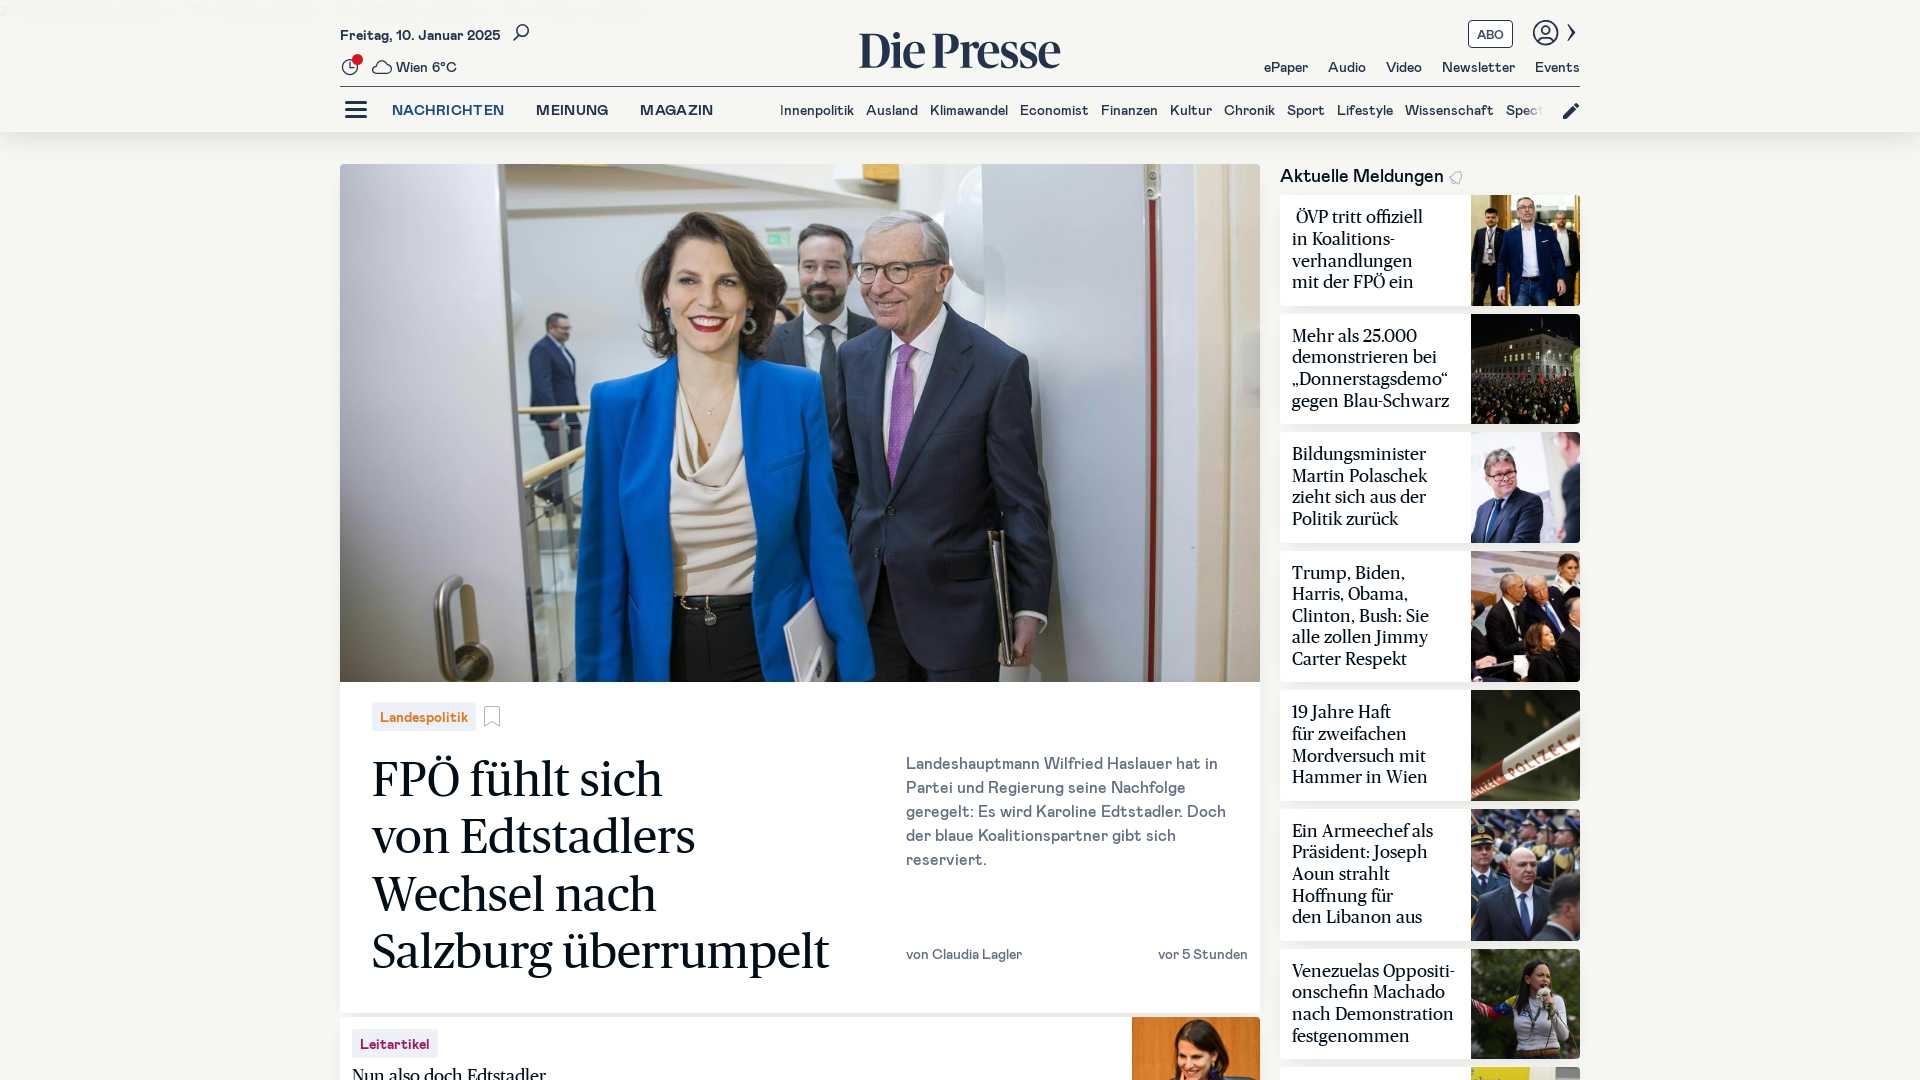 Freitag, 10. Januar 2025
Die Presse
ABO
Wien 6°C
ePaper Audio Video Newsletter Events
NACHRICHTEN MEINUNG MAGAZIN
Innenpolitik Ausland Klimawandel Economist Finanzen Kultur Chronik Sport Lifestyle Wissenschaft Spect
Landespolitik
FPÖ fühlt sich
von Edtstadlers
Wechsel nach
Salzburg überrumpelt
Landeshauptmann Wilfried Haslauer hat in
Partei und Regierung seine Nachfolge
geregelt: Es wird Karoline Edtstadler. Doch
der blaue Koalitionspartner gibt sich
reserviert.
von Claudia Lagler
vor 5 Stunden
Leitartikel
Nun also doch Edtstadler
Aktuelle Meldungen
ÖVP tritt offiziell
in Koalitions-
verhandlungen
mit der FPÖ ein
Mehr als 25.000
demonstrieren bei
„Donnerstagsdemo“
gegen Blau-Schwarz
Bildungsminister
Martin Polaschek
zieht sich aus der
Politik zurück
Trump, Biden,
Harris, Obama,
Clinton, Bush: Sie
alle zollen Jimmy
Carter Respekt
19 Jahre Haft
für zweifachen
Mordversuch mit
Hammer in Wien
POLIZEI
Ein Armeechef als
Präsident: Joseph
Aoun strahlt
Hoffnung für
den Libanon aus
Venezuelas Oppositi-
onschefin Machado
nach Demonstration
festgenommen